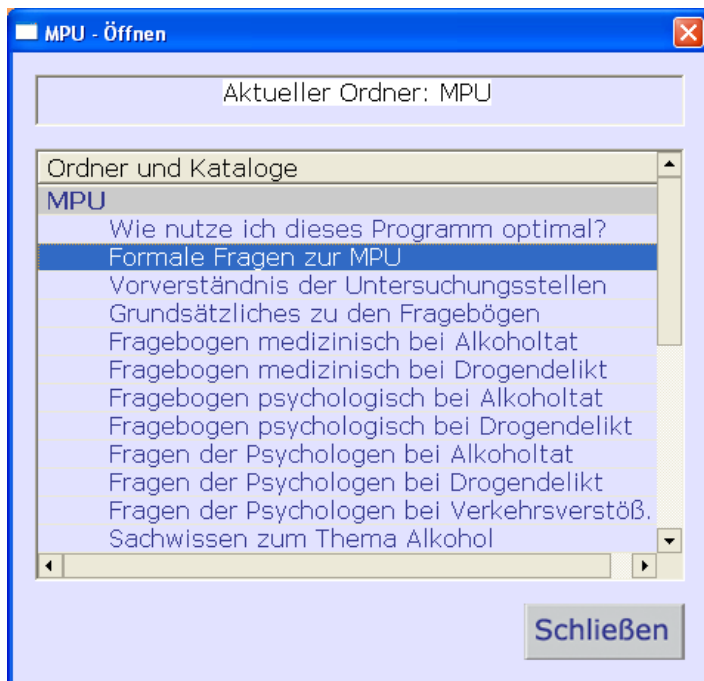 MPU - Öffnen
Aktueller Ordner: MPU
Ordner und Kataloge
MPU
Wie nutze ich dieses Programm optimal?
Formale Fragen zur MPU
Vorverständnis der Untersuchungsstellen
Grundsätzliches zu den Fragebögen
Fragebogen medizinisch bei Alkoholtat
Fragebogen medizinisch bei Drogendelikt
Fragebogen psychologisch bei Alkoholtat
Fragebogen psychologisch bei Drogendelikt
Fragen der Psychologen bei Alkoholtat
Fragen der Psychologen bei Drogendelikt
Fragen der Psychologen bei Verkehrsverstöß.
Sachwissen zum Thema Alkohol
Schließen